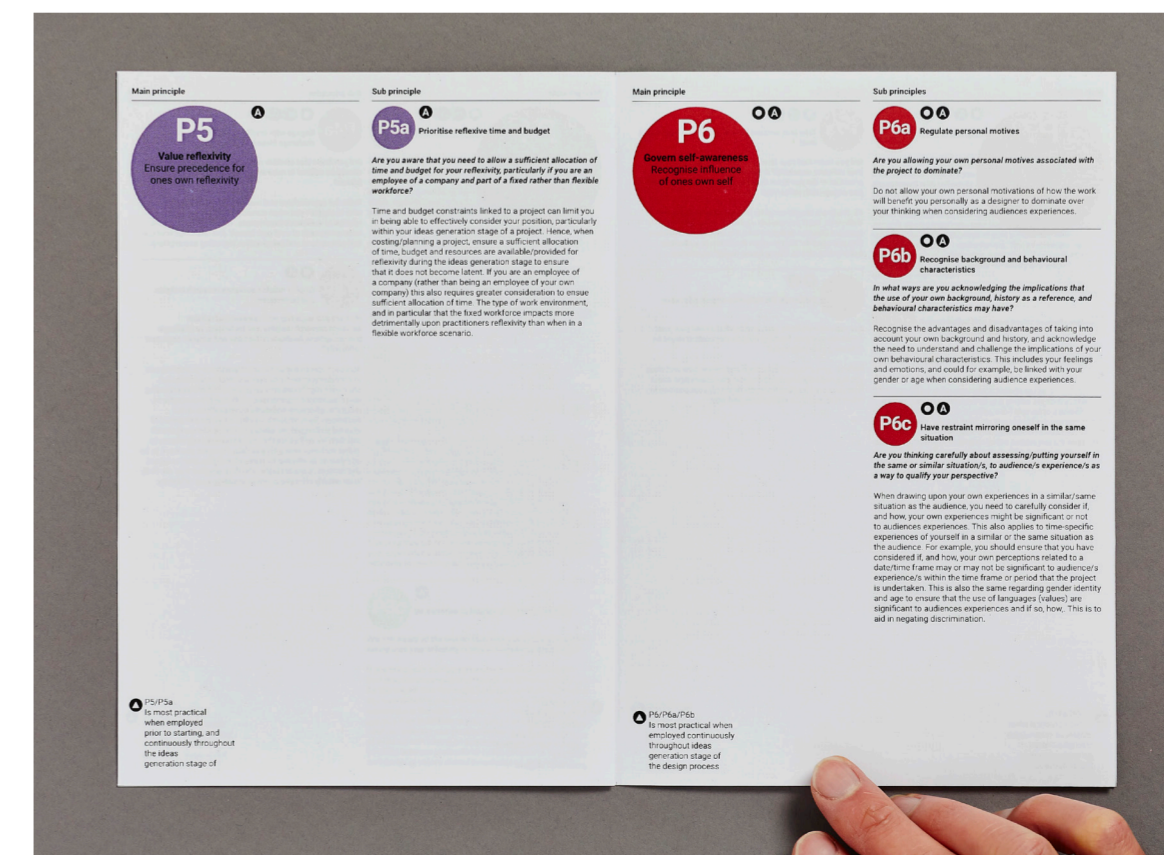 Main principle
P5
Value reflexivity
Ensure precedence for
ones own reflexivity
A
Sub principle
P5a
A
Prioritise reflexive time and budget
Are you aware that you need to allow a sufficient allocation of
time and budget for your reflexivity, particularly if you are an
employee of a company and part of a fixed rather than flexible
workforce?
Time and budget constraints linked to a project can limit you
in being able to effectively consider your position, particularly
within your ideas generation stage of a project. Hence, when
costing/planning a project, ensure a sufficient allocation
of time, budget and resources are available/provided for
reflexivity during the ideas generation stage to ensure
that it does not become latent. If you are an employee of
a company (rather than being an employee of your own
company) this also requires greater consideration to ensue
sufficient allocation of time. The type of work environment,
and in particular that the fixed workforce impacts more
detrimentally upon practitioners reflexivity than when in a
flexible workforce scenario.
P5/P5a
Is most practical
when employed
prior to starting, and
continuously throughout
the ideas
generation stage of
Main principle
P6
Govern self-awareness
Recognise influence
of ones own self
A
Sub principles
P6a
A
Regulate personal motives
Are you allowing your own personal motives associated with
the project to dominate?
Do not allow your own personal motivations of how the work
will benefit you personally as a designer to dominate over
your thinking when considering audiences experiences.
P6b
A
Recognise background and behavioural
characteristics
In what ways are you acknowledging the implications that
the use of your own background, history as a reference, and
behavioural characteristics may have?
Recognise the advantages and disadvantages of taking into
account your own background and history, and acknowledge
the need to understand and challenge the implications of your
own behavioural characteristics. This includes your feelings
and emotions, and could for example, be linked with your
gender or age when considering audience experiences.
P6c
A
Have restraint mirroring oneself in the same
situation
Are you thinking carefully about assessing/putting yourself in
the same or similar situation/s, to audience/s experience/s as
a way to qualify your perspective?
When drawing upon your own experiences in a similar/same
situation as the audience, you need to carefully consider if,
and how, your own experiences might be significant or not
to audiences experiences. This also applies to time-specific
experiences of yourself in a similar or the same situation as
the audience. For example, you should ensure that you have
considered if, and how, your own perceptions related to a
date/time frame may or may not be significant to audience/s
experience/s within the time frame or period that the project
is undertaken. This is also the same regarding gender identity
and age to ensure that the use of languages (values) are
significant to audiences experiences and if so, how,. This is to
aid in negating discrimination.
P6/P6a/P6b
Is most practical when
employed continuously
throughout ideas
generation stage of
the design process